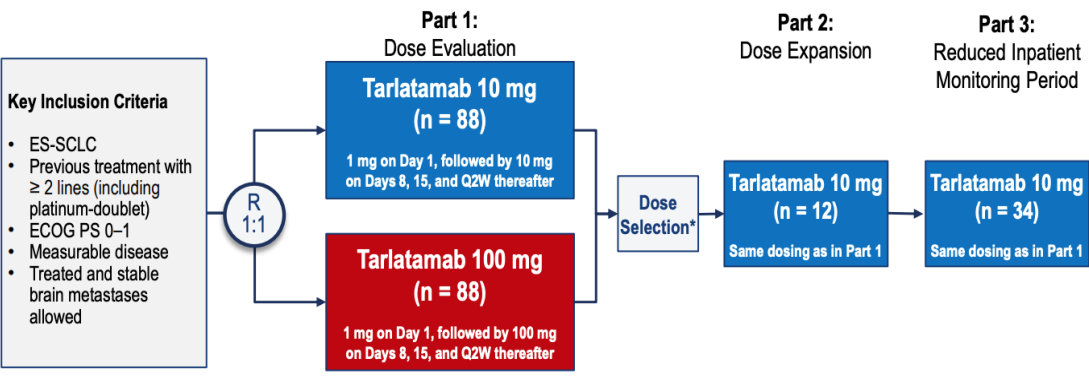 Part 1:
Dose Evaluation
Part 2:
Dose Expansion
Part 3:
Reduced Inpatient
Monitoring Period
Key Inclusion Criteria
• ES-SCLC
• Previous treatment with
≥ 2 lines (including
platinum-doublet)
• ECOG PS 0–1
• Measurable disease
• Treated and stable
brain metastases
allowed
R
1:1
Tarlatamab 10 mg
(n = 88)
1 mg on Day 1, followed by 10 mg
on Days 8, 15, and Q2W thereafter
Tarlatamab 100 mg
(n = 88)
1 mg on Day 1, followed by 100 mg
on Days 8, 15, and Q2W thereafter
Dose
Selection*
Tarlatamab 10 mg
(n = 12)
Same dosing as in Part 1
Tarlatamab 10 mg
(n = 34)
Same dosing as in Part 1